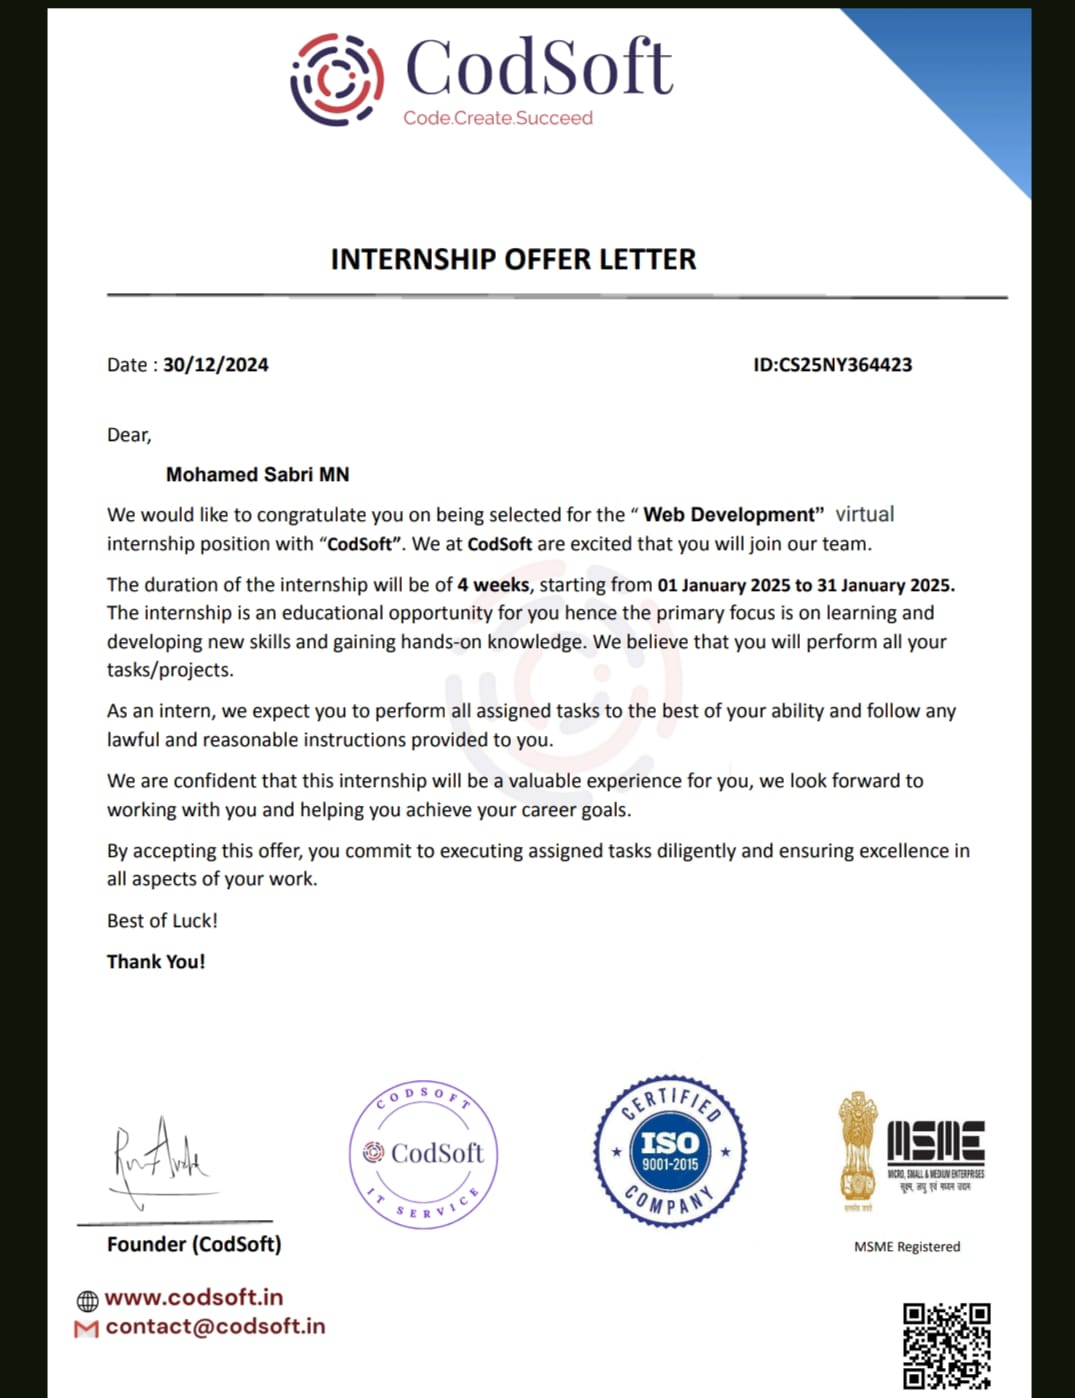 CodSoft
Code.Create.Succeed
INTERNSHIP OFFER LETTER
Date : 30/12/2024
ID:CS25NY364423
Dear,
Mohamed Sabri MN
We would like to congratulate you on being selected for the “ Web Development” virtual
internship position with “CodSoft”. We at CodSoft are excited that you will join our team.
The duration of the internship will be of 4 weeks, starting from 01 January 2025 to 31 January 2025.
The internship is an educational opportunity for you hence the primary focus is on learning and
developing new skills and gaining hands-on knowledge. We believe that you will perform all your
tasks/projects.
As an intern, we expect you to perform all assigned tasks to the best of your ability and follow any
lawful and reasonable instructions provided to you.
We are confident that this internship will be a valuable experience for you, we look forward to
working with you and helping you achieve your career goals.
By accepting this offer, you commit to executing assigned tasks diligently and ensuring excellence in
all aspects of your work.
Best of Luck!
Thank You!
CODSOFT
CodSoft
IT SERVICE
CERTIFIED
ISO
9001-2015
COMPANY
MSME
MICRO, SMALL & MEDIUM ENTERPRISES
सूक्ष्म, लघु एवं मध्यम उद्यम
सत्यमेव जयते
MSME Registered
Founder (CodSoft)
www.codsoft.in
contact@codsoft.in